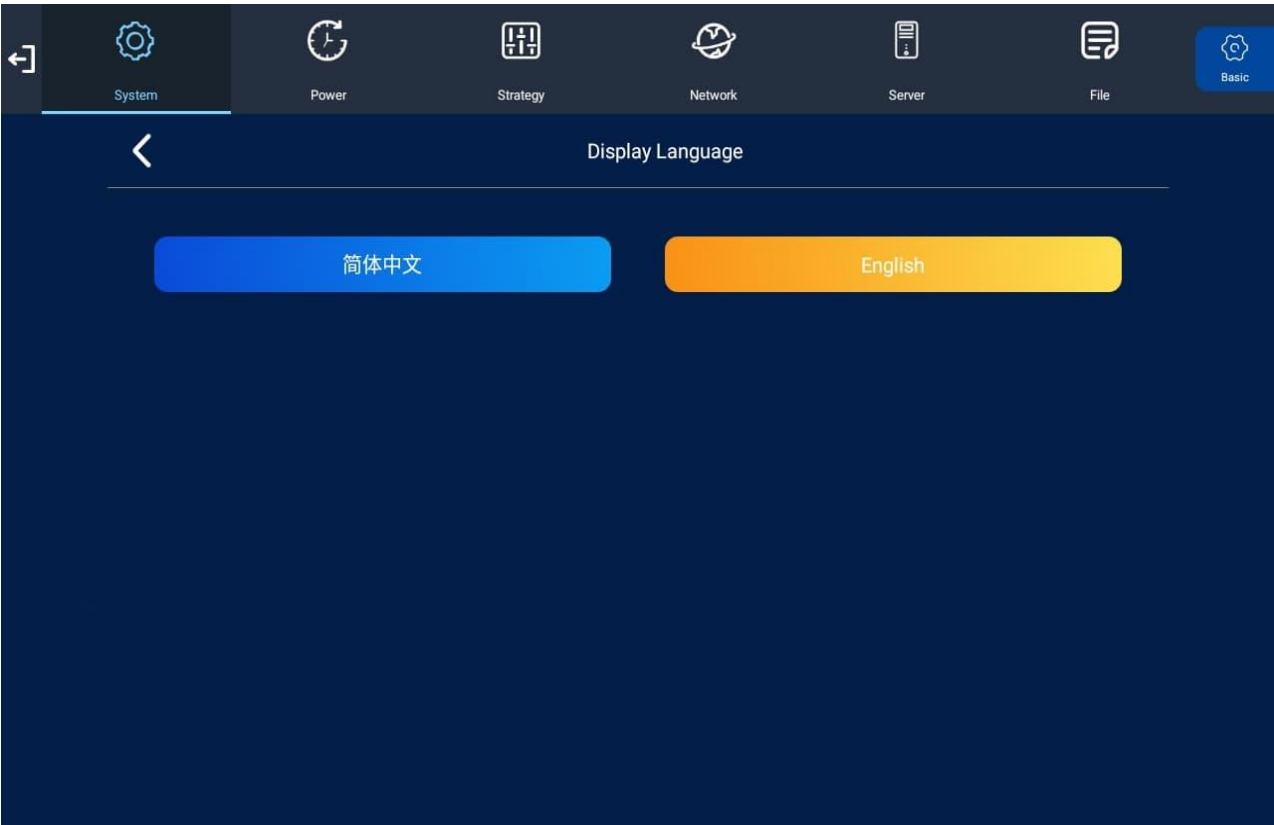 System
Power
Strategy
Network
Server
File
Basic
Display Language
简体中文
English